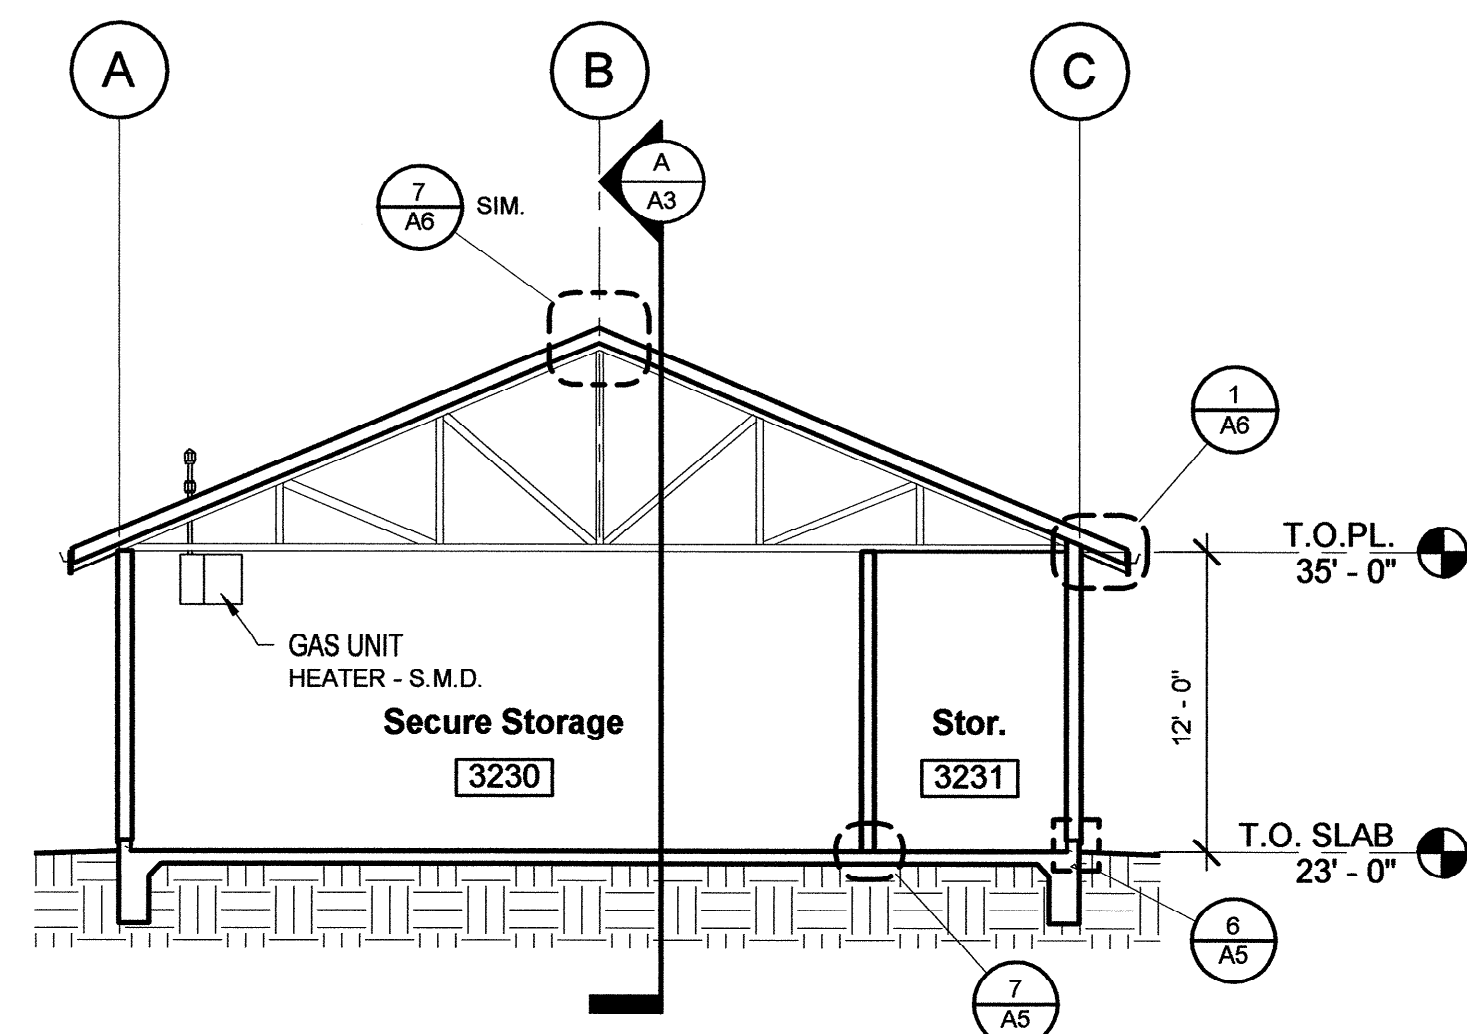 A
B
C
A
A3
7
A6
SIM.
1
A6
T.O.PL.
35' - 0"
GAS UNIT
HEATER - S.M.D.
12' - 0"
Secure Storage
3230
Stor.
3231
T.O. SLAB
23' - 0"
6
A5
7
A5